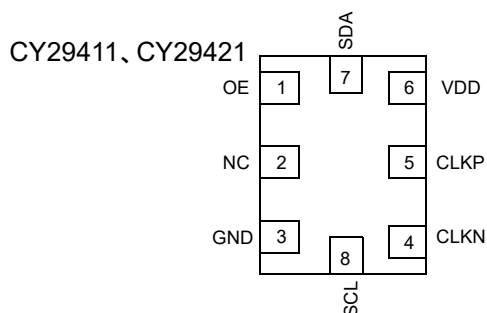 SDA
CY29411、CY29421
7
OE 1 6 VDD
NC 2 5 CLKP
GND 3 4 CLKN
8
SCL